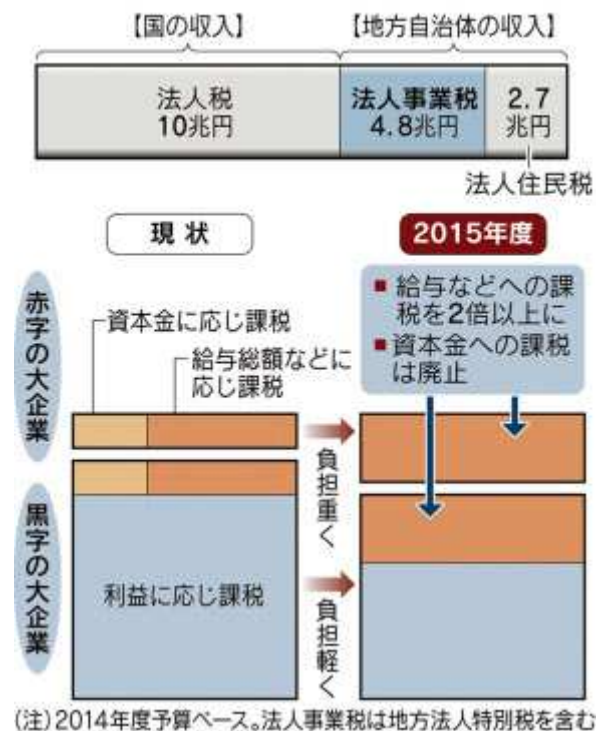 【国の収入】
【地方自治体の収入】
法人税
10兆円
法人事業税
4.8兆円
2.7
兆円
法人住民税
現状
2015年度
■ 給与などへの課
税を2倍以上に
■ 資本金への課税
は廃止
赤字の大企業
資本金に応じ課税
給与総額などに
応じ課税
負担重く
黒字の大企業
利益に応じ課税
負担軽く
(注)2014年度予算ベース。法人事業税は地方法人特別税を含む